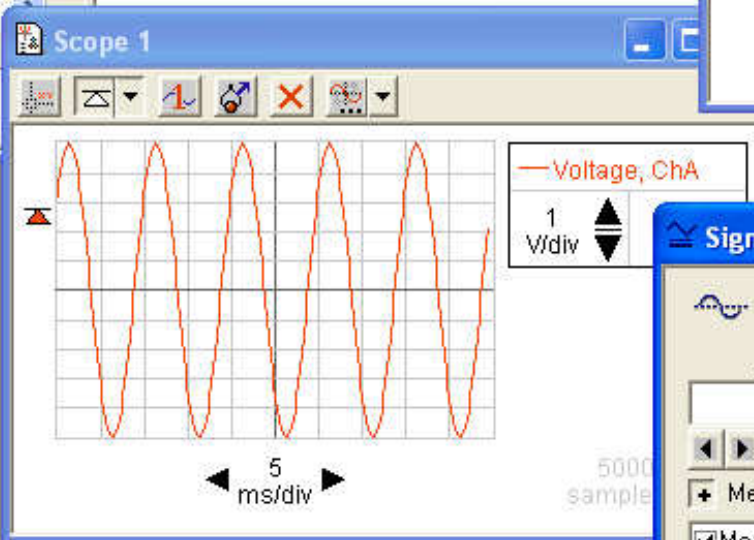 Scope 1
Voltage, ChA
1
V/div
5
ms/div
5000
sample
Sign
Me